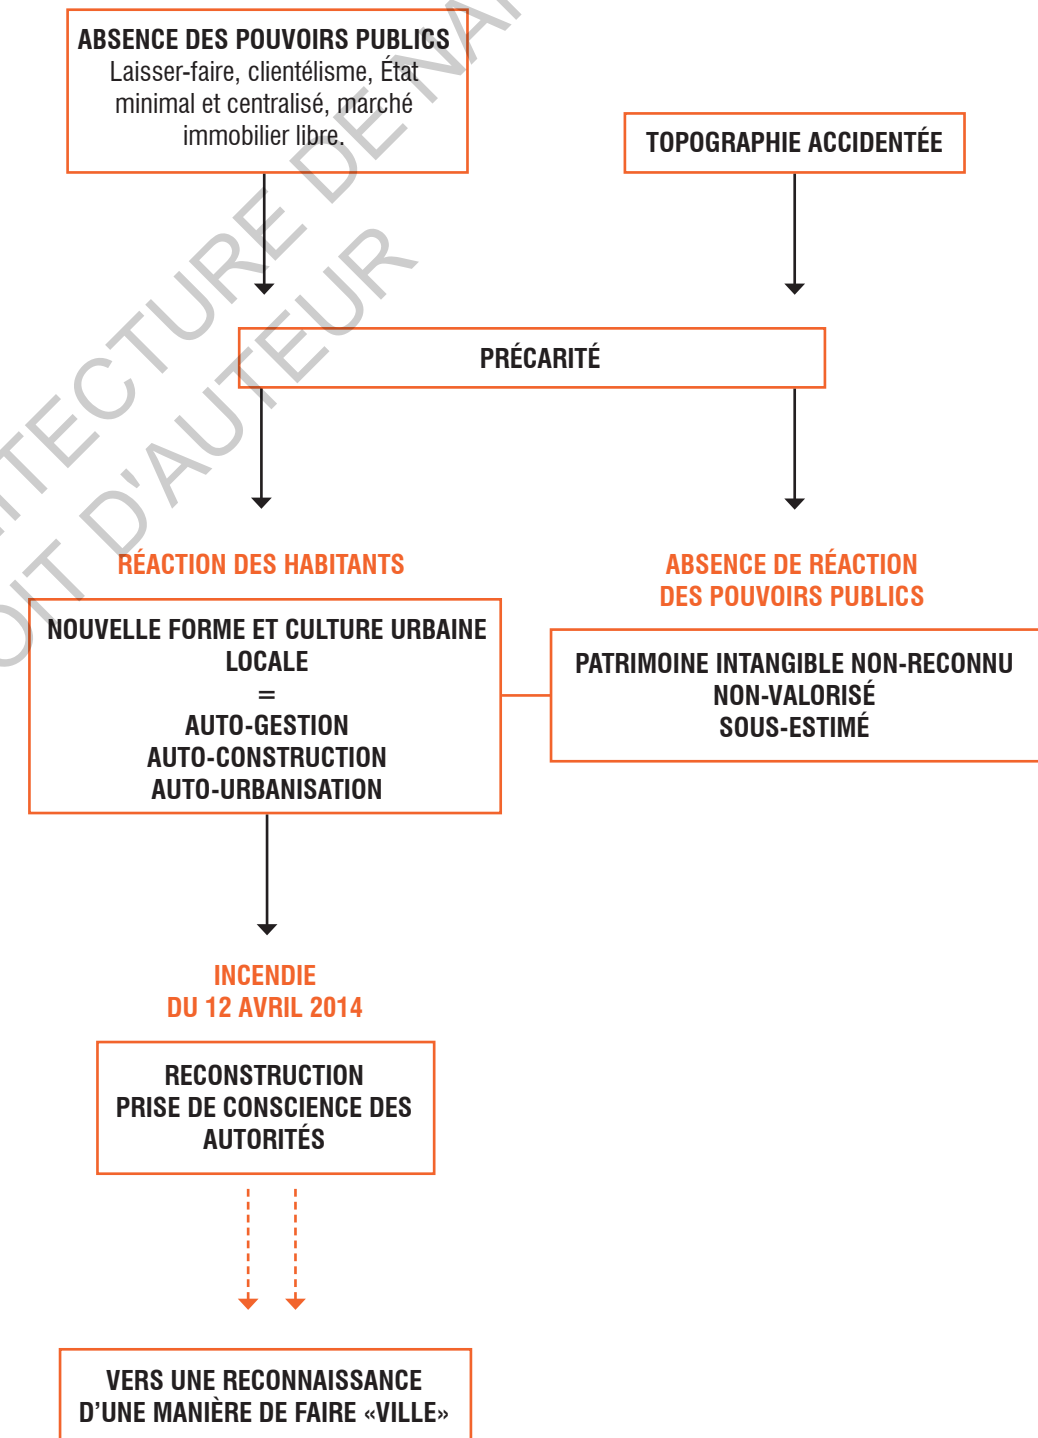 ABSENCE DES POUVOIRS PUBLICS
Laisser-faire, clientélisme, État
minimal et centralisé, marché
immobilier libre.
TOPOGRAPHIE ACCIDENTÉE
PRÉCARITÉ
RÉACTION DES HABITANTS
NOUVELLE FORME ET CULTURE URBAINE
LOCALE
=
AUTO-GESTION
AUTO-CONSTRUCTION
AUTO-URBANISATION
ABSENCE DE RÉACTION
DES POUVOIRS PUBLICS
PATRIMOINE INTANGIBLE NON-RECONNU
NON-VALORISÉ
SOUS-ESTIMÉ
INCENDIE
DU 12 AVRIL 2014
RECONSTRUCTION
PRISE DE CONSCIENCE DES
AUTORITÉS
VERS UNE RECONNAISSANCE
D'UNE MANIÈRE DE FAIRE «VILLE»
DE
D'AUTEUR